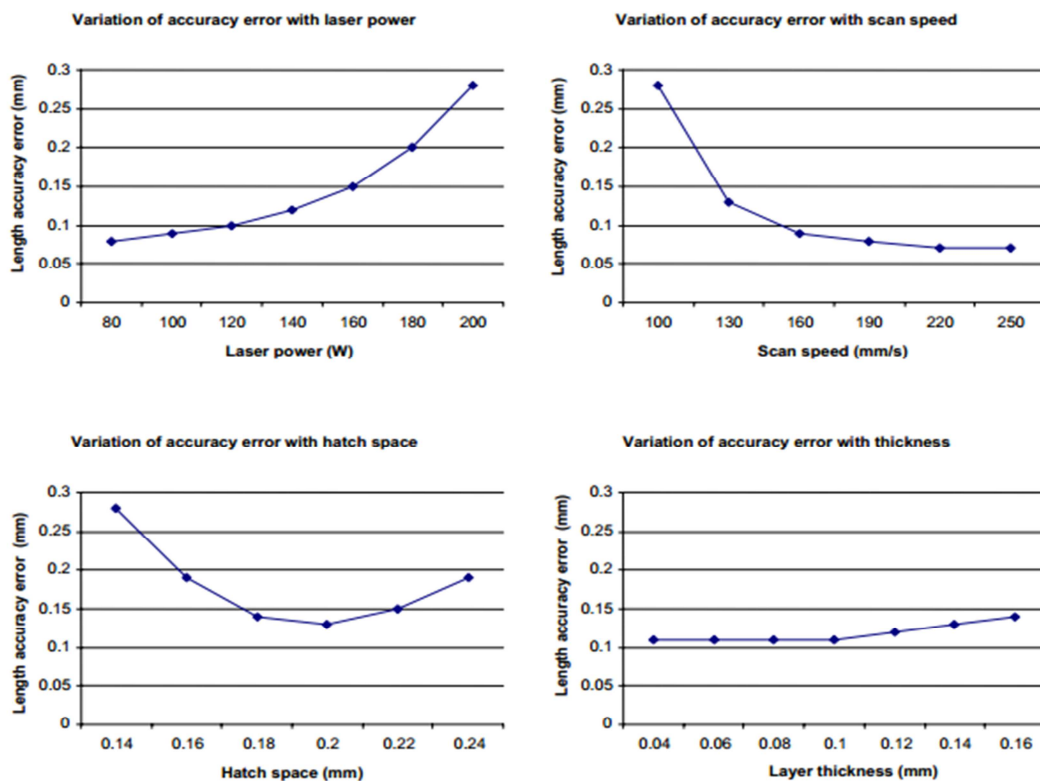 Variation of accuracy error with laser power
Length accuracy error (mm)
0.3
0.25
0.2
0.15
0.1
0.05
0
80 100 120 140 160 180 200
Laser power (W)
Variation of accuracy error with scan speed
Length accuracy error (mm)
0.3
0.25
0.2
0.15
0.1
0.05
0
100 130 160 190 220 250
Scan speed (mm/s)
Variation of accuracy error with hatch space
Length accuracy error (mm)
0.3
0.25
0.2
0.15
0.1
0.05
0
0.14 0.16 0.18 0.2 0.22 0.24
Hatch space (mm)
Variation of accuracy error with thickness
Length accuracy error (mm)
0.3
0.25
0.2
0.15
0.1
0.05
0
0.04 0.06 0.08 0.1 0.12 0.14 0.16
Layer thickness (mm)